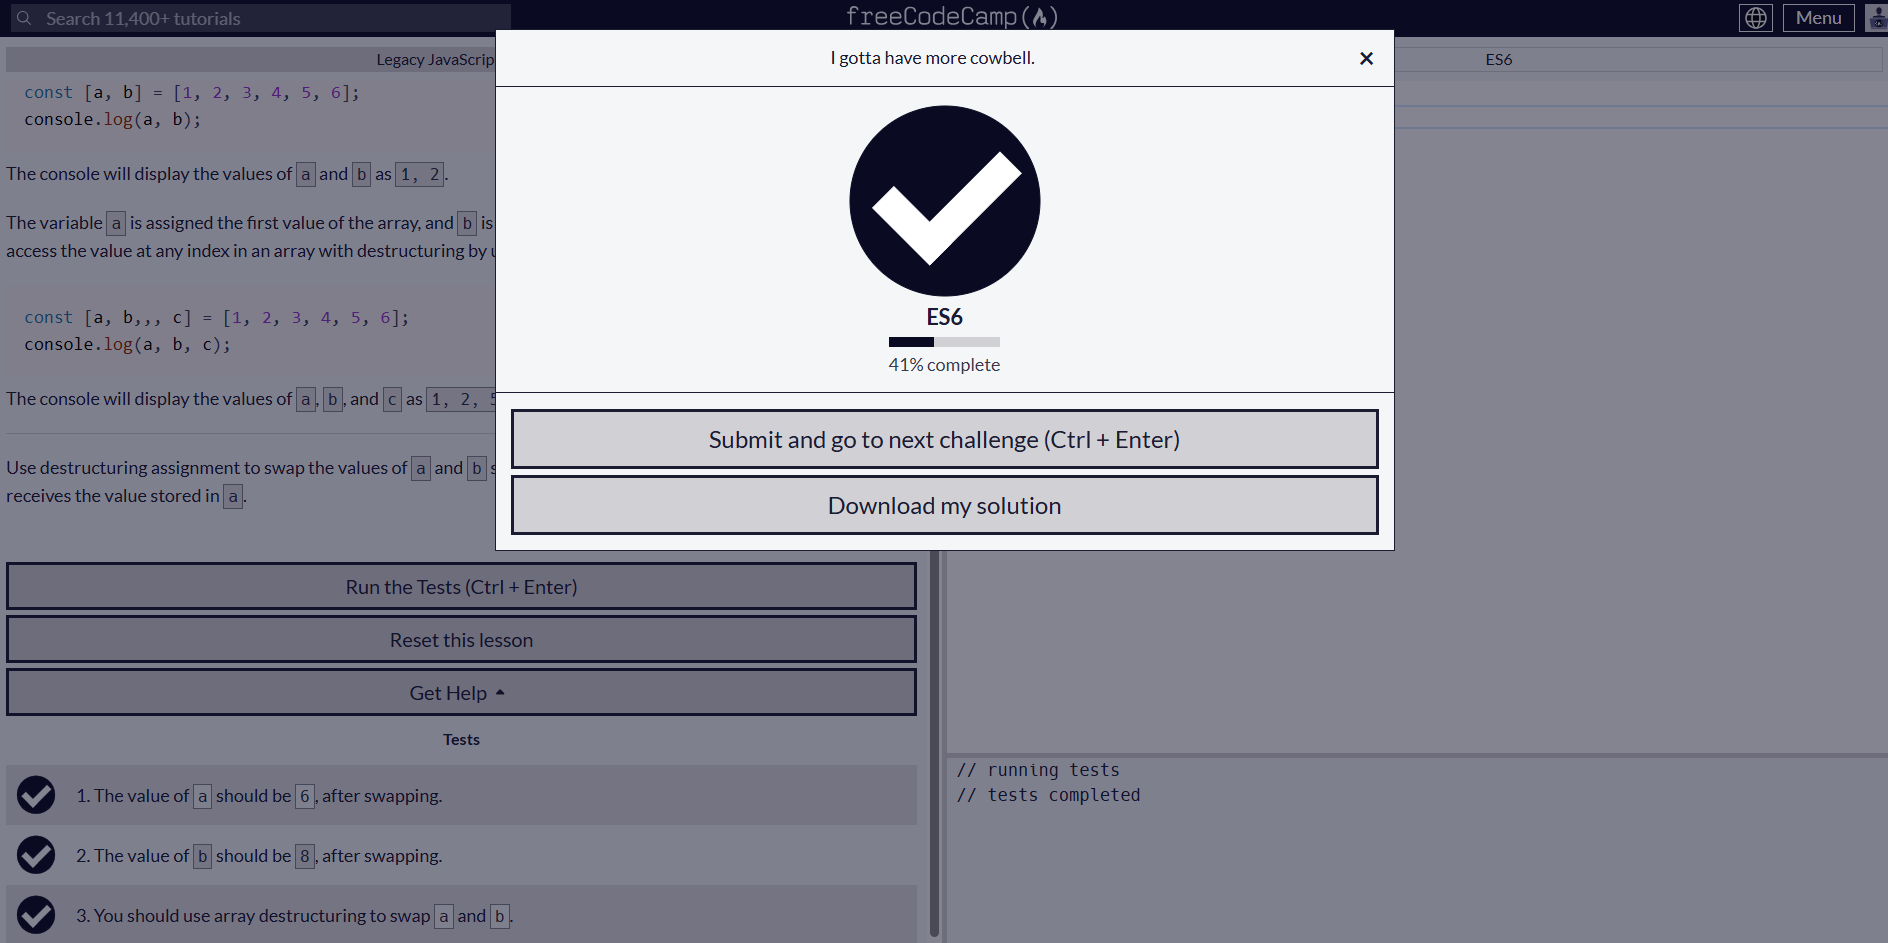 Search 11,400+ tutorials
freeCodeCamp
Menu
Legacy JavaScrip
ES6
const [a, b] = [1, 2, 3, 4, 5, 6];
console.log(a, b);
The console will display the values of a and b as 1, 2.
The variable a is assigned the first value of the array, and b is
access the value at any index in an array with destructuring by u
const [a, b,,, c] = [1, 2, 3, 4, 5, 6];
console.log(a, b, c);
The console will display the values of a, b, and c as 1, 2, 5
Use destructuring assignment to swap the values of a and b s
receives the value stored in a.
Run the Tests (Ctrl + Enter)
Reset this lesson
Get Help
Tests
1. The value of a should be 6, after swapping.
2. The value of b should be 8, after swapping.
3. You should use array destructuring to swap a and b.
I gotta have more cowbell.
×
ES6
41% complete
Submit and go to next challenge (Ctrl + Enter)
Download my solution
// running tests
// tests completed